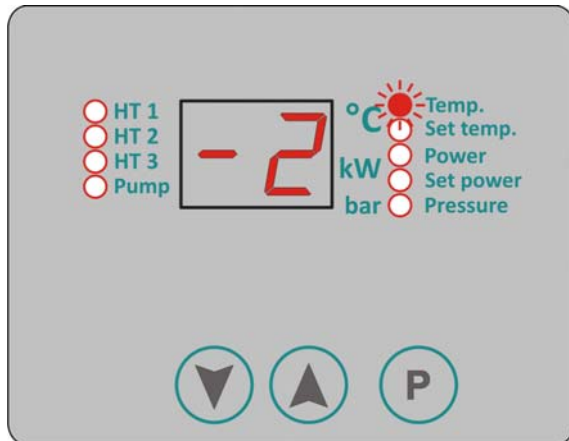 HT 1
HT 2
HT 3
Pump
-2
°C
kW
bar
Temp.
Set temp.
Power
Set power
Pressure
P